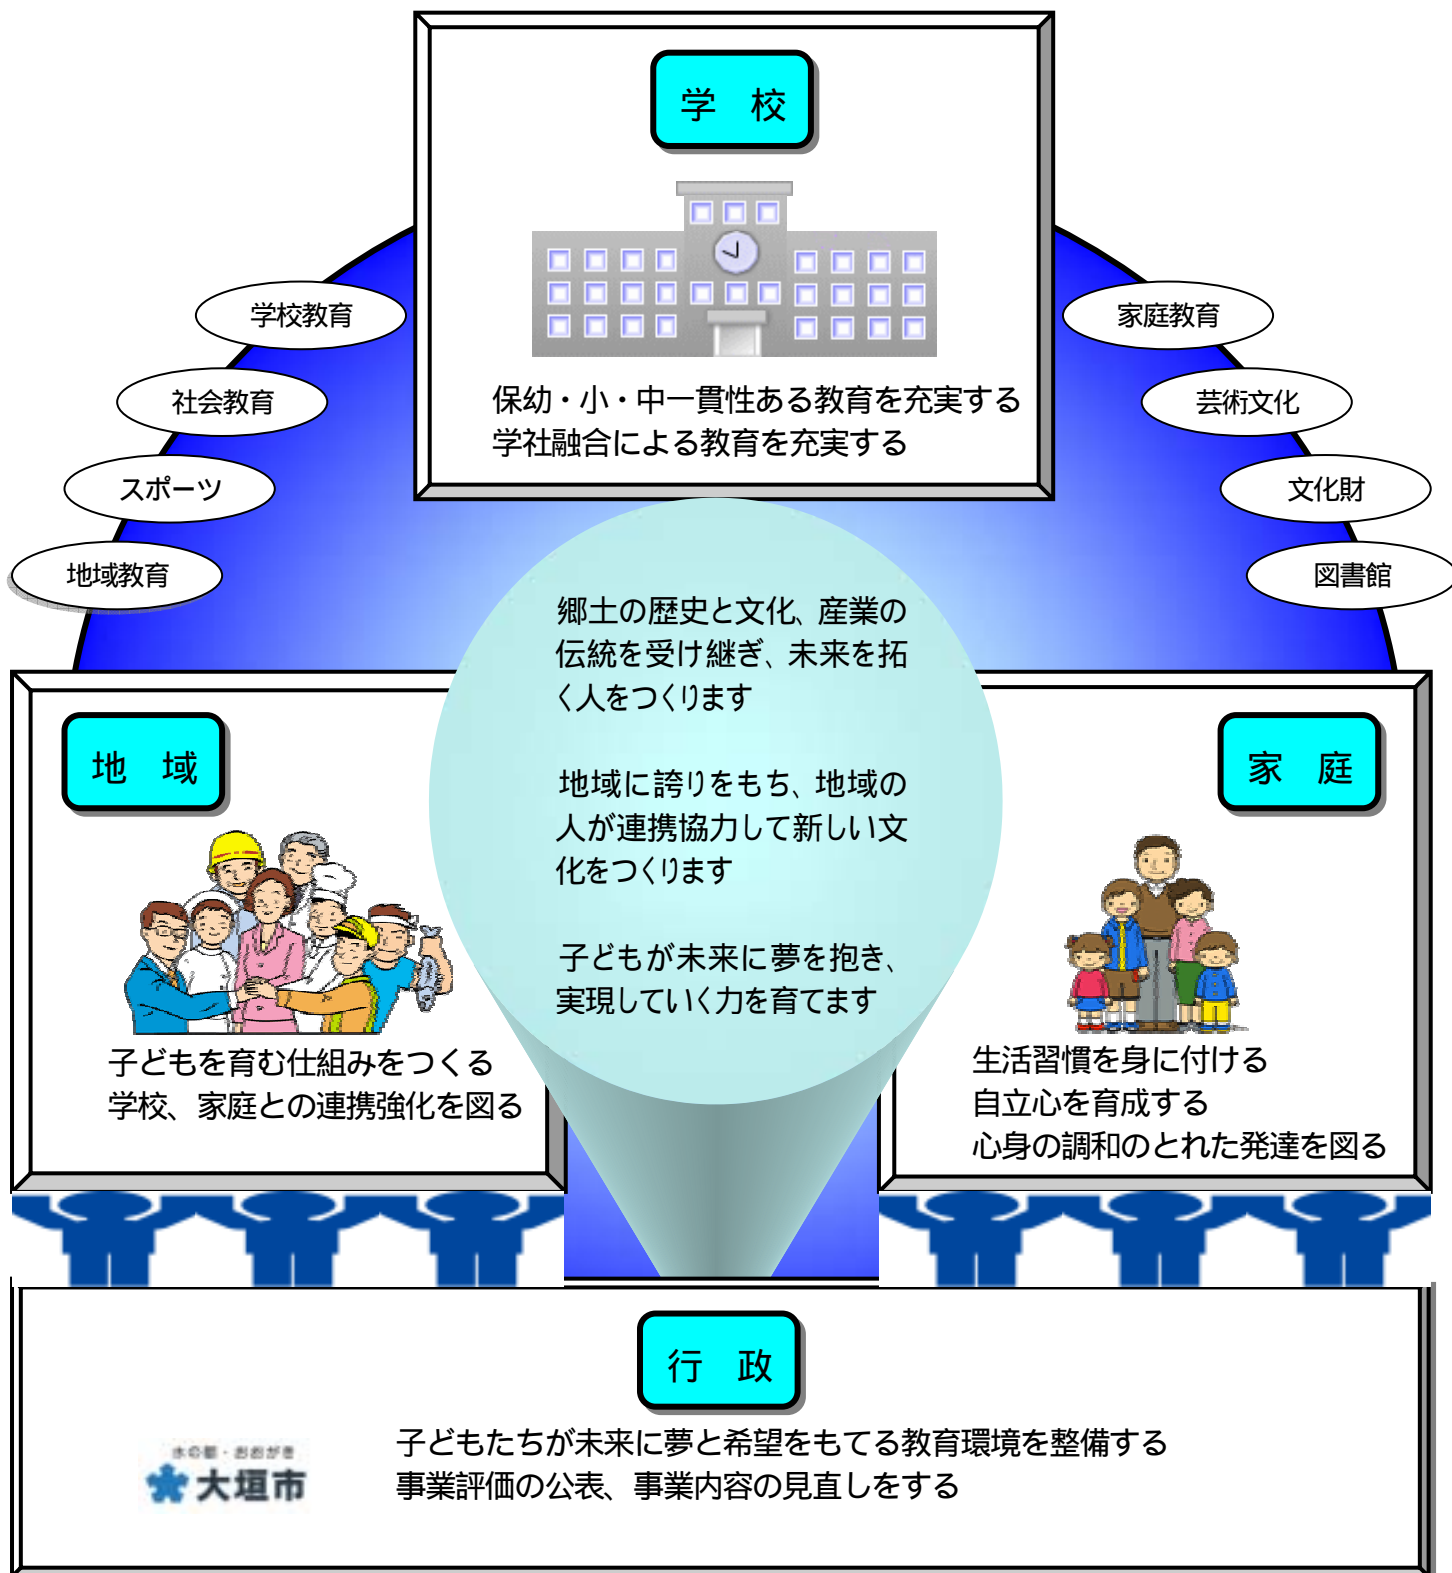 学 校
保幼・小・中一貫性ある教育を充実する
学社融合による教育を充実する
学校教育
社会教育
スポーツ
地域教育
家庭教育
芸術文化
文化財
図書館
郷土の歴史と文化、産業の
伝統を受け継ぎ、未来を拓
く人をつくります
地域に誇りをもち、地域の
人が連携協力して新しい文
化をつくります
子どもが未来に夢を抱き、
実現していく力を育てます
地 域
子どもを育む仕組みをつくる
学校、家庭との連携強化を図る
家 庭
生活習慣を身に付ける
自立心を育成する
心身の調和のとれた発達を図る
行 政
水の都・おおがき
大垣市
子どもたちが未来に夢と希望をもてる教育環境を整備する
事業評価の公表、事業内容の見直しをする